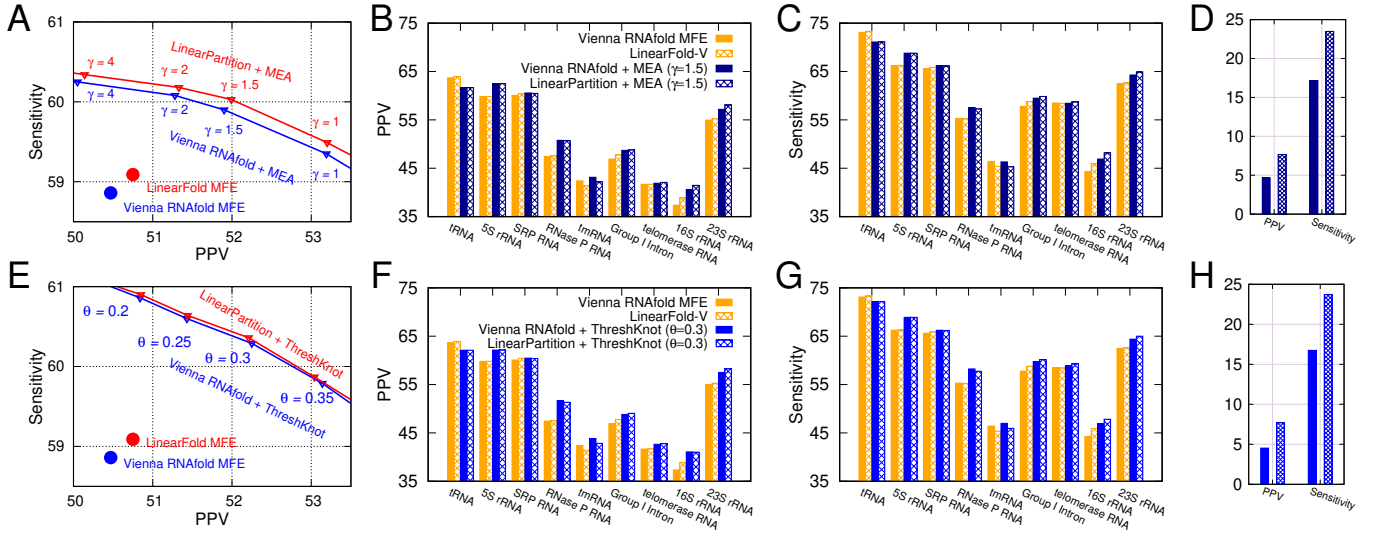 A
Sensitivity
61
60
59
50
51
52
53
PPV
γ = 4
γ = 2
γ = 1.5
γ = 1
LinearPartition + MEA
γ = 4
γ = 2
γ = 1.5
γ = 1
Vienna RNAfold + MEA
LinearFold MFE
Vienna RNAfold MFE
B
PPV
75
65
55
45
35
Vienna RNAfold MFE
LinearFold-V
Vienna RNAfold + MEA (γ=1.5)
LinearPartition + MEA (γ=1.5)
tRNA
5S rRNA
SRP RNA
RNase P RNA
tmRNA
Group I Intron
telomerase RNA
16S rRNA
23S rRNA
C
Sensitivity
75
65
55
45
35
tRNA
5S rRNA
SRP RNA
RNase P RNA
tmRNA
Group I Intron
telomerase RNA
16S rRNA
23S rRNA
D
25
20
15
10
5
0
PPV
Sensitivity
E
Sensitivity
61
60
59
50
51
52
53
PPV
θ = 0.2
θ = 0.25
θ = 0.3
θ = 0.35
LinearPartition + ThreshKnot
Vienna RNAfold + ThreshKnot
LinearFold MFE
Vienna RNAfold MFE
F
PPV
75
65
55
45
35
Vienna RNAfold MFE
LinearFold-V
Vienna RNAfold + ThreshKnot (θ=0.3)
LinearPartition + ThreshKnot (θ=0.3)
tRNA
5S rRNA
SRP RNA
RNase P RNA
tmRNA
Group I Intron
telomerase RNA
16S rRNA
23S rRNA
G
Sensitivity
75
65
55
45
35
tRNA
5S rRNA
SRP RNA
RNase P RNA
tmRNA
Group I Intron
telomerase RNA
16S rRNA
23S rRNA
H
25
20
15
10
5
0
PPV
Sensitivity